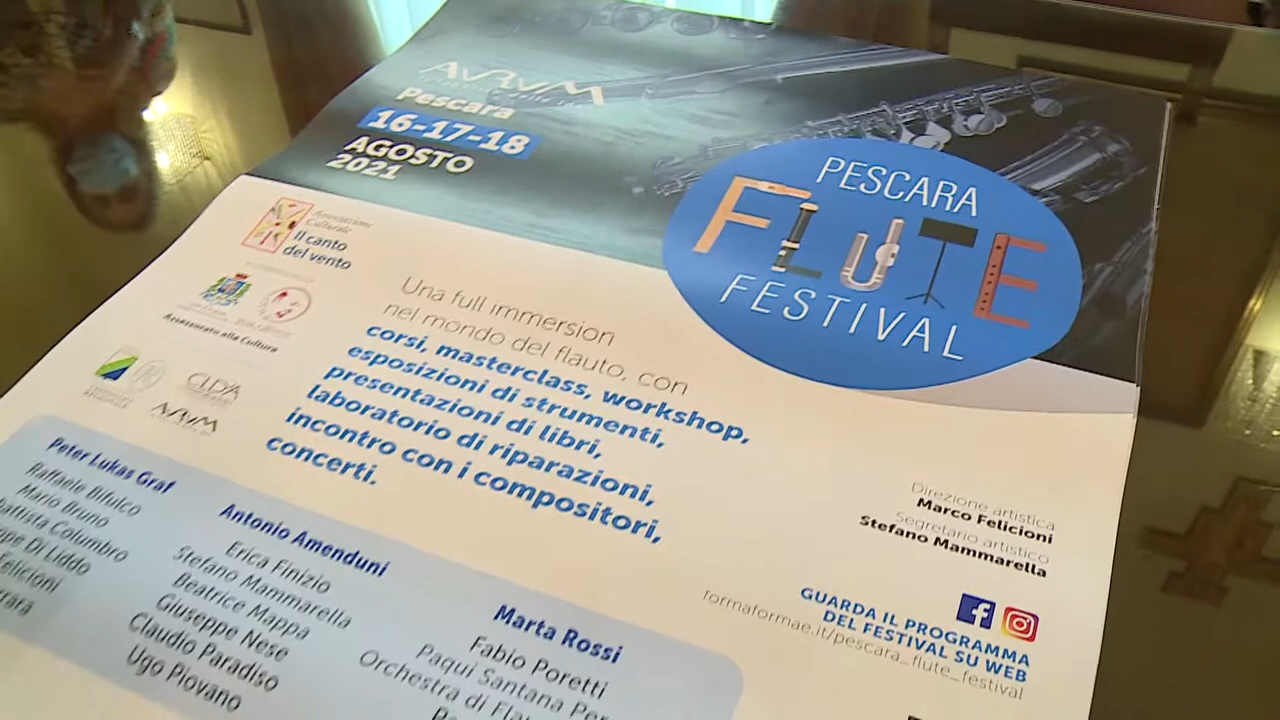 AVRVM
Pescara
16-17-18
AGOSTO
2021
PESCARA
FLUTE
FESTIVAL
Associazione
Culturale
Il canto
del vento
Assessorato alla Cultura
CIDA
AVRVM
Una full immersion
nel mondo del flauto, con
corsi, masterclass, workshop,
esposizioni di strumenti,
presentazioni di libri,
laboratorio di riparazioni,
incontro con i compositori,
concerti.
Direzione artistica
Marco Felicioni
Segretario artistico
Stefano Mammarella
GUARDA IL PROGRAMMA
DEL FESTIVAL SU WEB
formaformae.it/pescara_flute_festival
Peter Lukas Graf
Raffaele Bifulco
Mario Bruno
Columbro
Di Liddo
Felicioni
Antonio Amenduni
Erica Finizio
Stefano Mammarella
Beatrice Mappa
Giuseppe Nese
Claudio Paradiso
Ugo Piovano
Marta Rossi
Fabio Poretti
Paqui Santana
Orchestra di